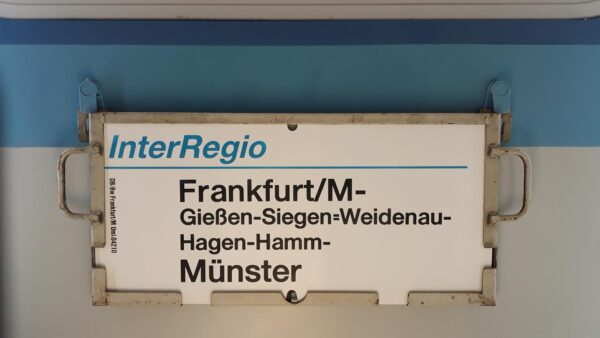 InterRegio
Frankfurt/M-
Gießen-Siegen=Weidenau-
Hagen-Hamm-
Münster